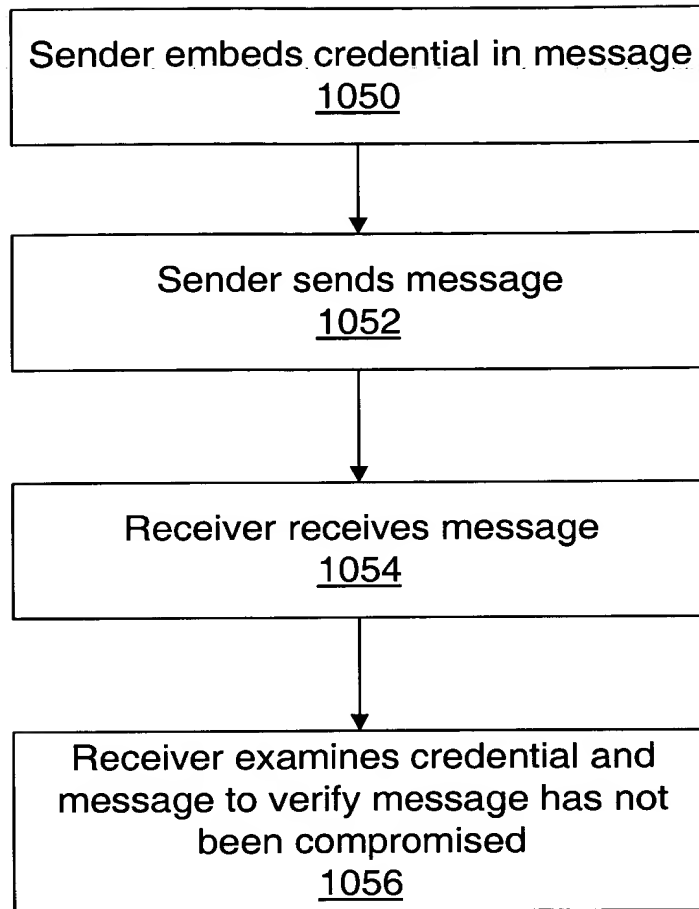 Sender embeds credential in message
1050
Sender sends message
1052
Receiver receives message
1054
Receiver examines credential and
message to verify message has not
been compromised
1056